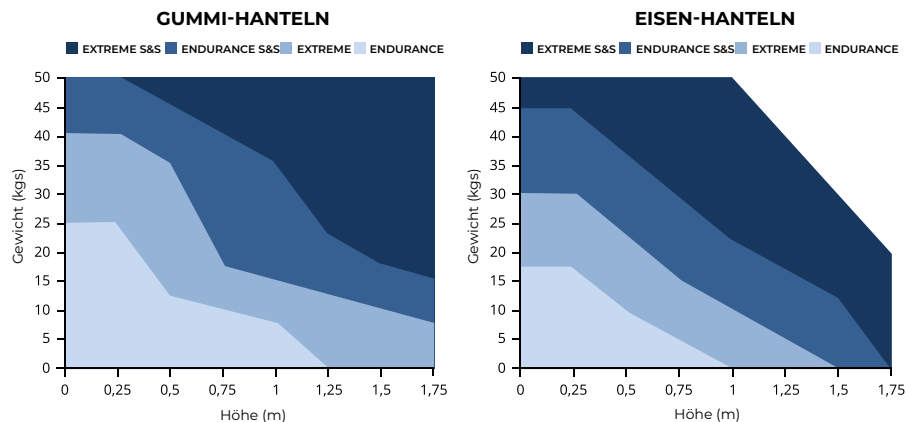 GUMMI-HANTELN
EXTREME S&S ENDURANCE S&S EXTREME ENDURANCE
Gewicht (kgs)
50
45
40
35
30
25
20
15
10
5
0
0 0,25 0,5 0,75 1 1,25 1,5 1,75
Höhe (m)
EISEN-HANTELN
EXTREME S&S ENDURANCE S&S EXTREME ENDURANCE
Gewicht (kgs)
50
45
40
35
30
25
20
15
10
5
0
0 0,25 0,5 0,75 1 1,25 1,5 1,75
Höhe (m)